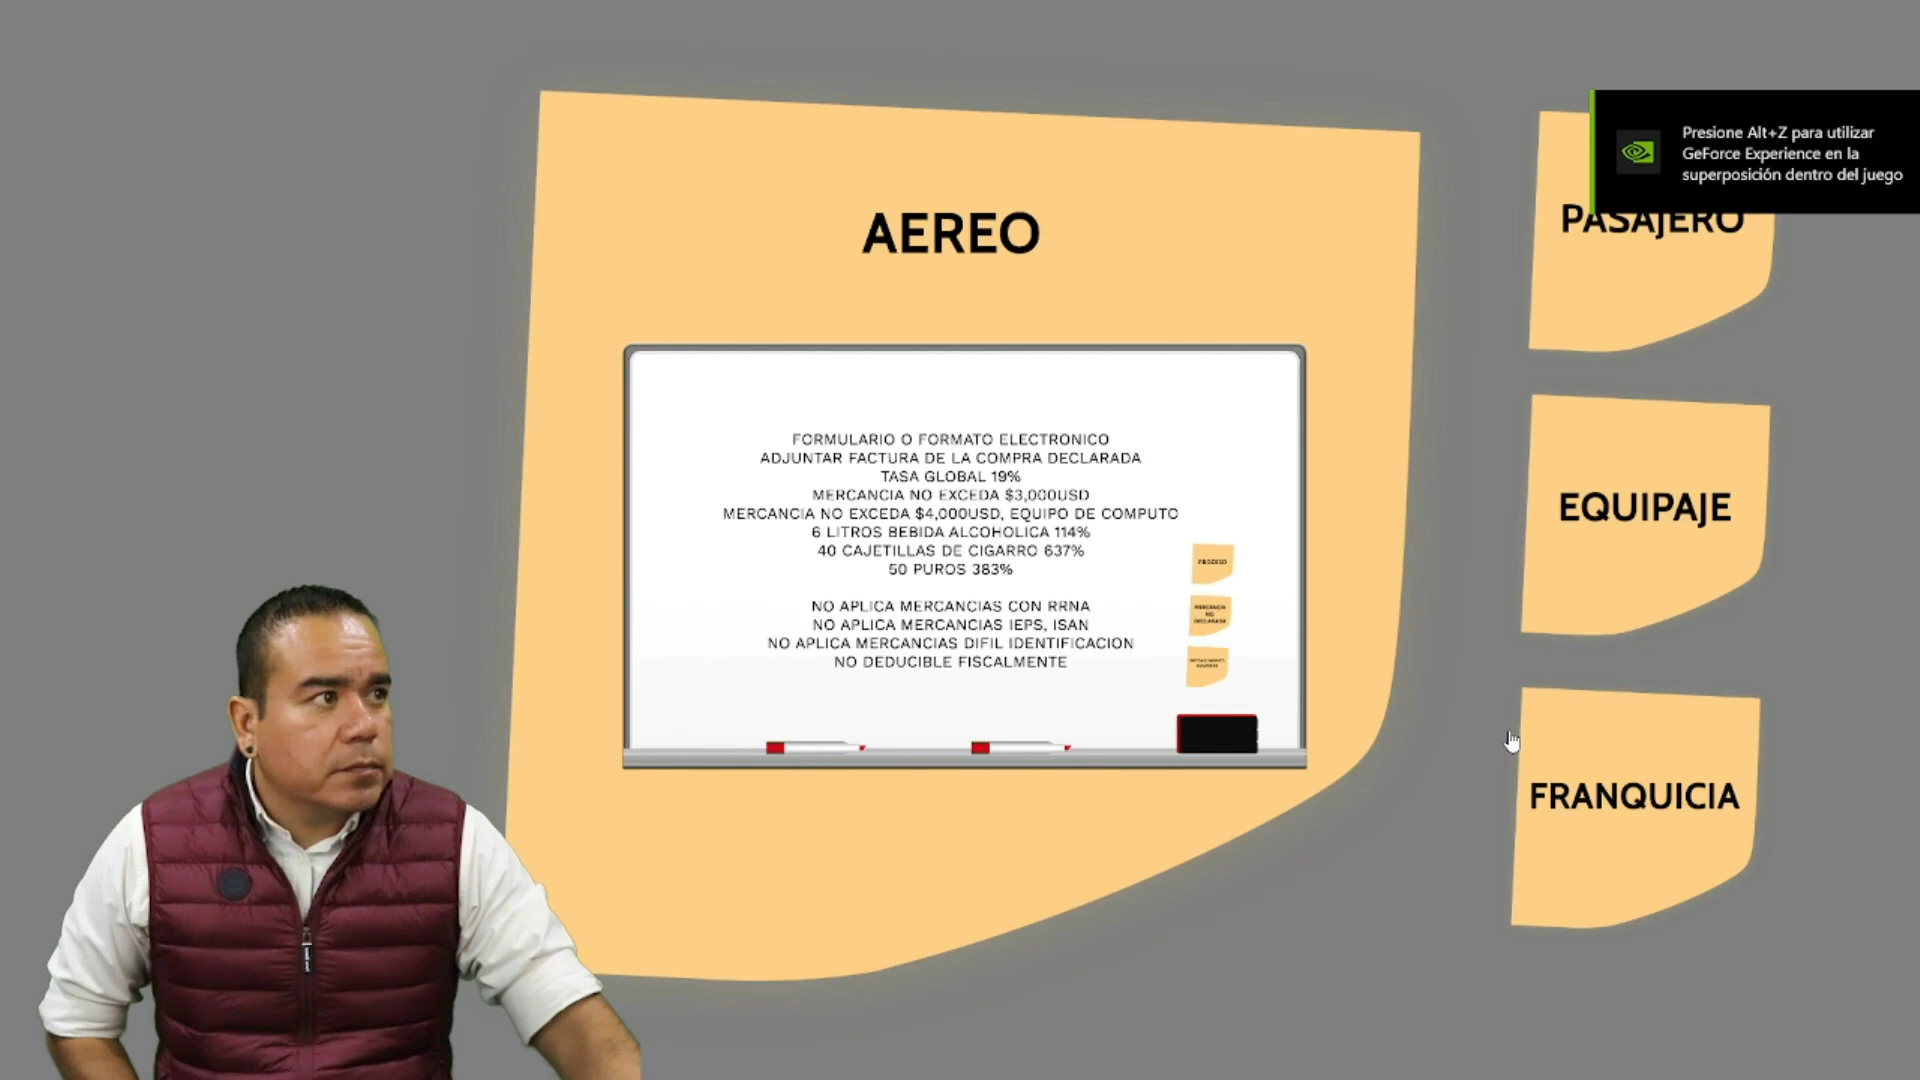 AEREO
FORMULARIO O FORMATO ELECTRONICO
ADJUNTAR FACTURA DE LA COMPRA DECLARADA
TASA GLOBAL 19%
MERCANCIA NO EXCEDA $3,000USD
MERCANCIA NO EXCEDA $4,000USD, EQUIPO DE COMPUTO
6 LITROS BEBIDA ALCOHOLICA 114%
40 CAJETILLAS DE CIGARRO 637%
50 PUROS 383%
NO APLICA MERCANCIAS CON RRNA
NO APLICA MERCANCIAS IEPS, ISAN
NO APLICA MERCANCIAS DIFIL IDENTIFICACION
NO DEDUCIBLE FISCALMENTE
PROCESO
MERCANCIA
NO
DECLARADA
Presione Alt+Z para utilizar
GeForce Experience en la
superposición dentro del juego
PASAJERO
EQUIPAJE
FRANQUICIA